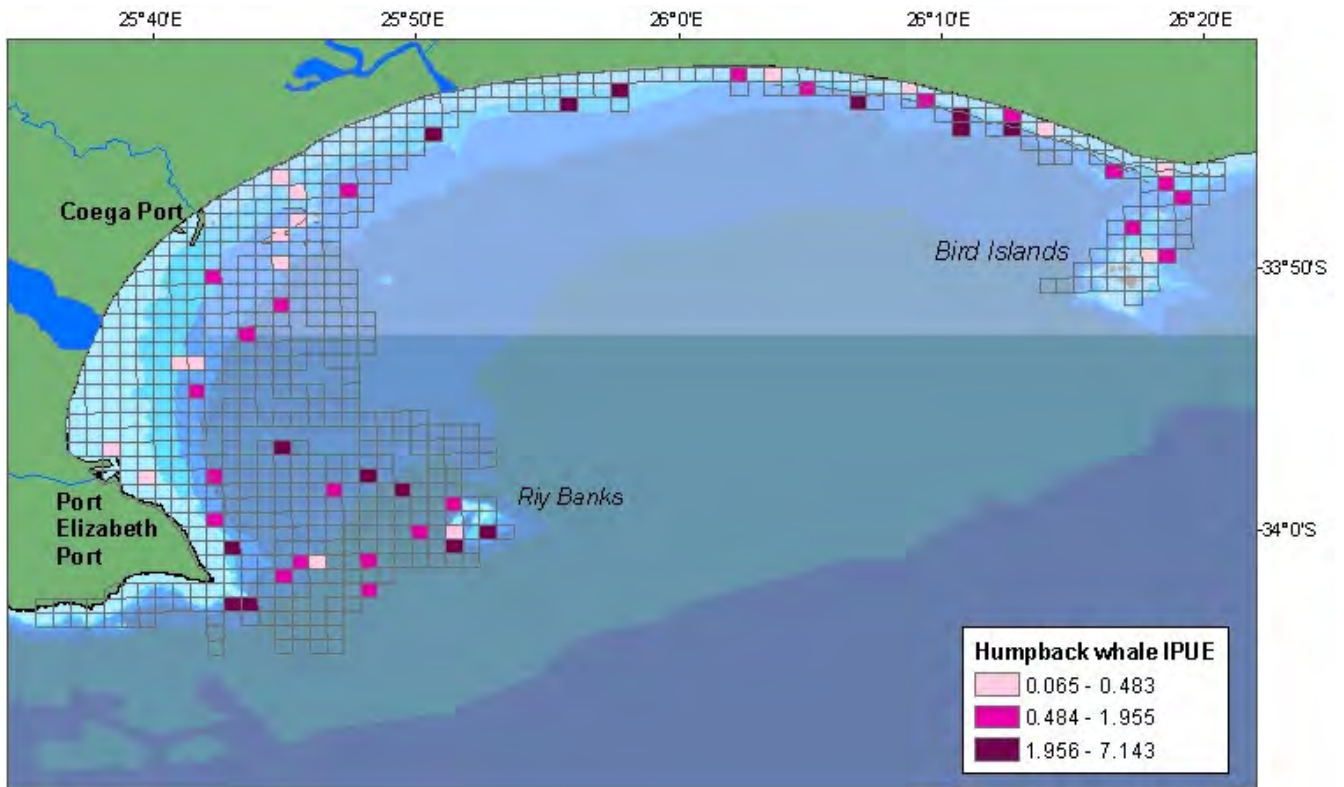 25°40'E
25°50'E
26°0'E
26°10'E
26°20'E
Coega Port
Bird Islands
33°50'S
Riy Banks
Port
Elizabeth
Port
34°0'S
Humpback whale IPUE
0.065 - 0.483
0.484 - 1.955
1.956 - 7.143